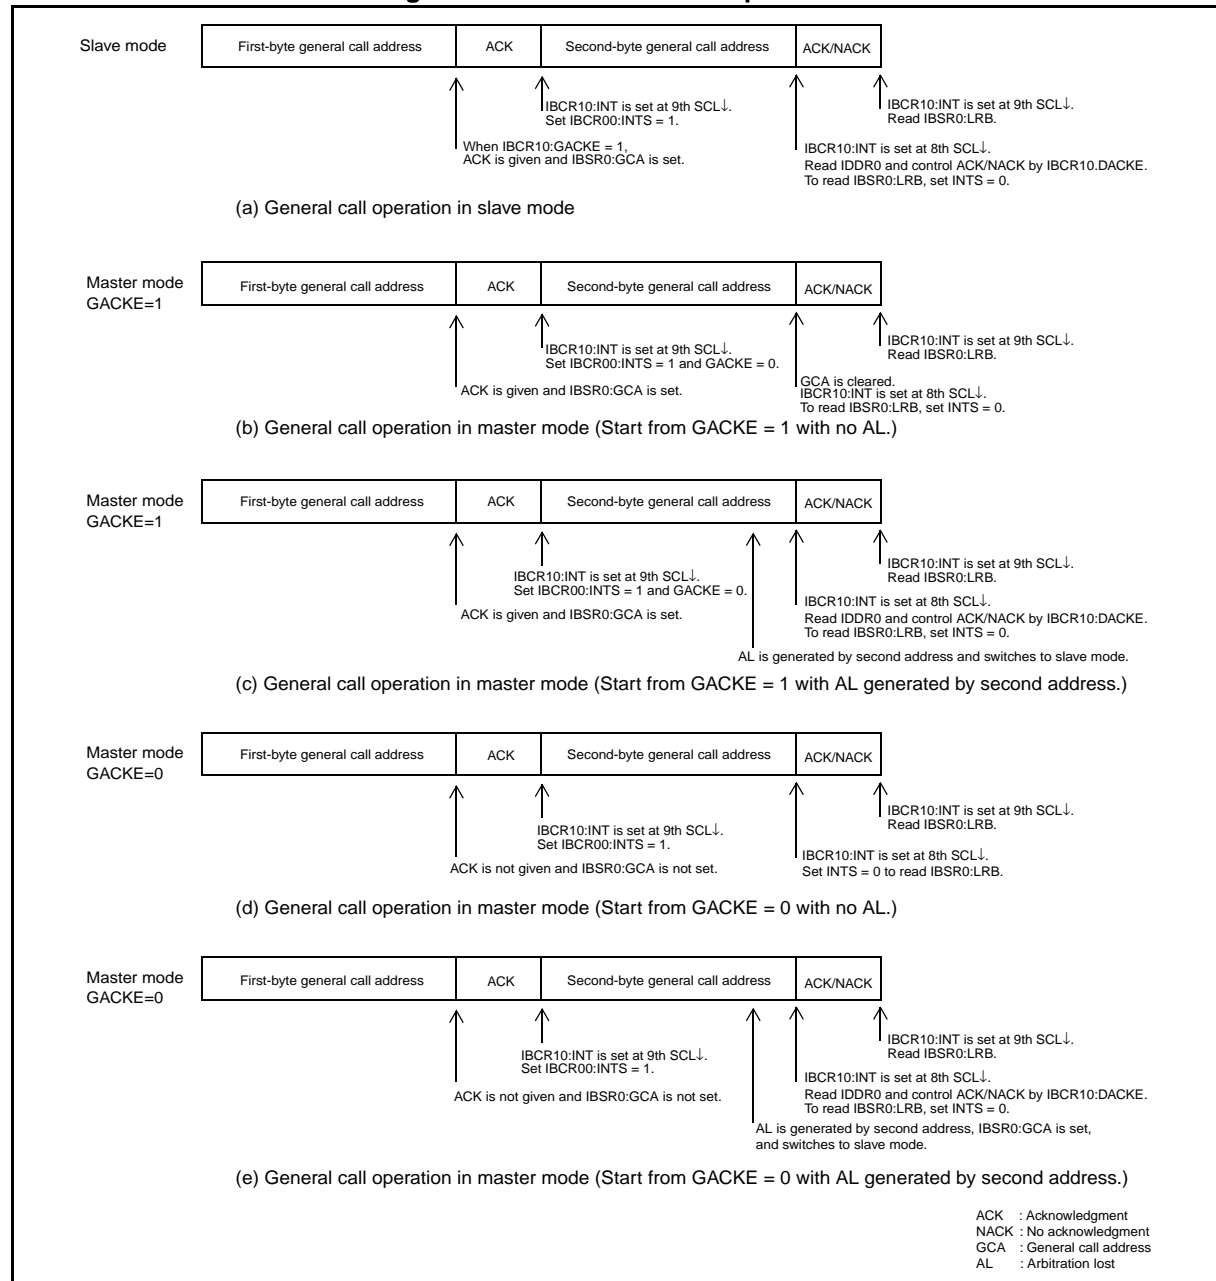 Slave mode
First-byte general call address
ACK
Second-byte general call address
ACK/NACK
IBCR10:INT is set at 9th SCL↓.
Set IBCR00:INTS = 1.
IBCR10:INT is set at 9th SCL↓.
Read IBSR0:LRB.
When IBCR10:GACKE = 1,
ACK is given and IBSR0:GCA is set.
IBCR10:INT is set at 8th SCL↓.
Read IDDR0 and control ACK/NACK by IBCR10.DACKE.
To read IBSR0:LRB, set INTS = 0.
(a) General call operation in slave mode
Master mode
GACKE=1
First-byte general call address
ACK
Second-byte general call address
ACK/NACK
IBCR10:INT is set at 9th SCL↓.
Set IBCR00:INTS = 1 and GACKE = 0.
IBCR10:INT is set at 9th SCL↓.
Read IBSR0:LRB.
ACK is given and IBSR0:GCA is set.
GCA is cleared.
IBCR10:INT is set at 8th SCL↓.
To read IBSR0:LRB, set INTS = 0.
(b) General call operation in master mode (Start from GACKE = 1 with no AL.)
Master mode
GACKE=1
First-byte general call address
ACK
Second-byte general call address
ACK/NACK
IBCR10:INT is set at 9th SCL↓.
Set IBCR00:INTS = 1 and GACKE = 0.
IBCR10:INT is set at 9th SCL↓.
Read IBSR0:LRB.
ACK is given and IBSR0:GCA is set.
IBCR10:INT is set at 8th SCL↓.
Read IDDR0 and control ACK/NACK by IBCR10:DACKE.
To read IBSR0:LRB, set INTS = 0.
AL is generated by second address and switches to slave mode.
(c) General call operation in master mode (Start from GACKE = 1 with AL generated by second address.)
Master mode
GACKE=0
First-byte general call address
ACK
Second-byte general call address
ACK/NACK
IBCR10:INT is set at 9th SCL↓.
Set IBCR00:INTS = 1.
IBCR10:INT is set at 9th SCL↓.
Read IBSR0:LRB.
ACK is not given and IBSR0:GCA is not set.
IBCR10:INT is set at 8th SCL↓.
Set INTS = 0 to read IBSR0:LRB.
(d) General call operation in master mode (Start from GACKE = 0 with no AL.)
Master mode
GACKE=0
First-byte general call address
ACK
Second-byte general call address
ACK/NACK
IBCR10:INT is set at 9th SCL↓.
Set IBCR00:INTS = 1.
IBCR10:INT is set at 9th SCL↓.
Read IBSR0:LRB.
ACK is not given and IBSR0:GCA is not set.
IBCR10:INT is set at 8th SCL↓.
Read IDDR0 and control ACK/NACK by IBCR10:DACKE.
To read IBSR0:LRB, set INTS = 0.
AL is generated by second address, IBSR0:GCA is set,
and switches to slave mode.
(e) General call operation in master mode (Start from GACKE = 0 with AL generated by second address.)
ACK : Acknowledgment
NACK : No acknowledgment
GCA : General call address
AL : Arbitration lost